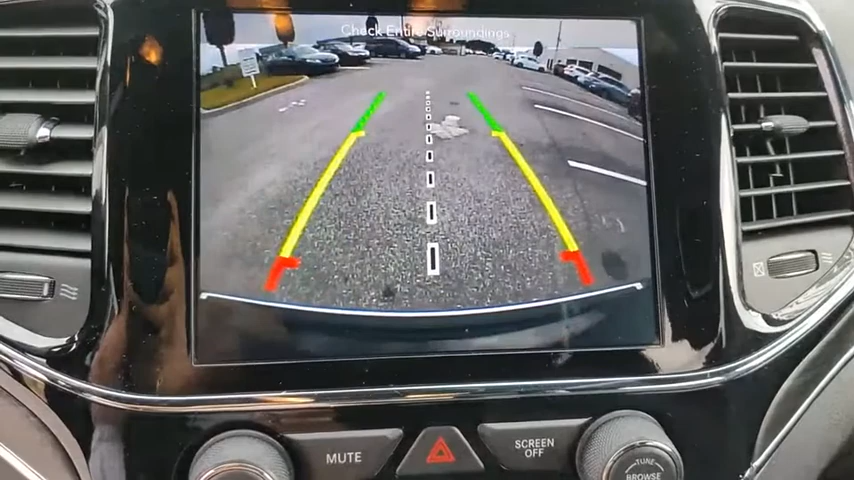 Check Entire Surroundings
MUTE
SCREEN
OFF
TUNE
BROWSE